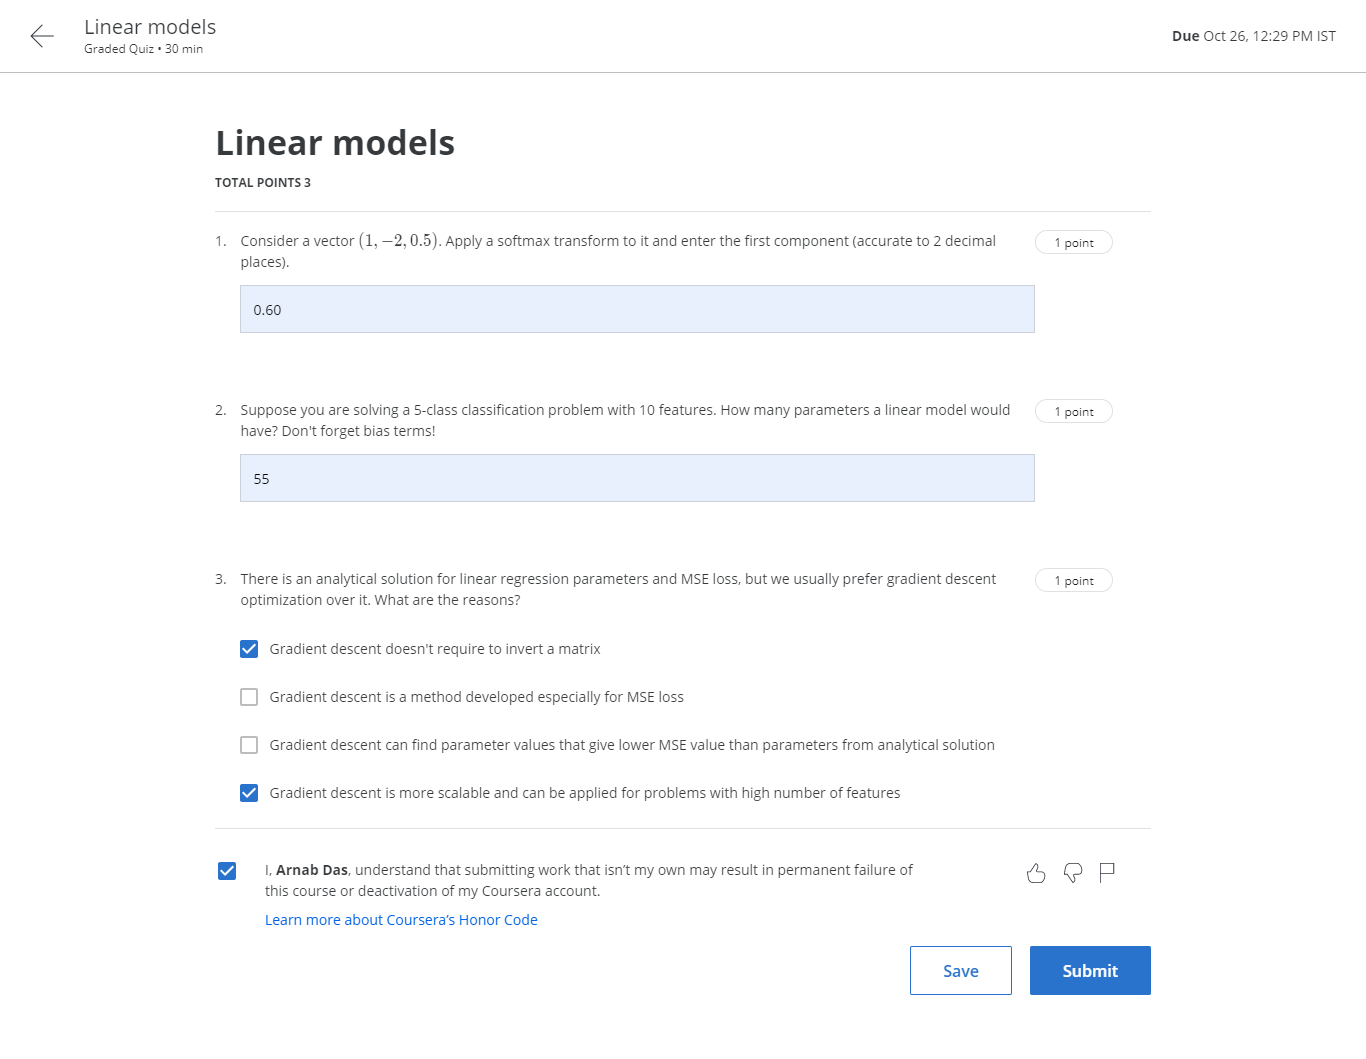 Linear models
Graded Quiz • 30 min
Due Oct 26, 12:29 PM IST
Linear models
TOTAL POINTS 3
1. Consider a vector (1, −2, 0.5). Apply a softmax transform to it and enter the first component (accurate to 2 decimal
places).
1 point
0.60
2. Suppose you are solving a 5-class classification problem with 10 features. How many parameters a linear model would
have? Don't forget bias terms!
1 point
55
3. There is an analytical solution for linear regression parameters and MSE loss, but we usually prefer gradient descent
optimization over it. What are the reasons?
1 point
Gradient descent doesn't require to invert a matrix
Gradient descent is a method developed especially for MSE loss
Gradient descent can find parameter values that give lower MSE value than parameters from analytical solution
Gradient descent is more scalable and can be applied for problems with high number of features
I, Arnab Das, understand that submitting work that isn’t my own may result in permanent failure of
this course or deactivation of my Coursera account.
Learn more about Coursera’s Honor Code
Save
Submit